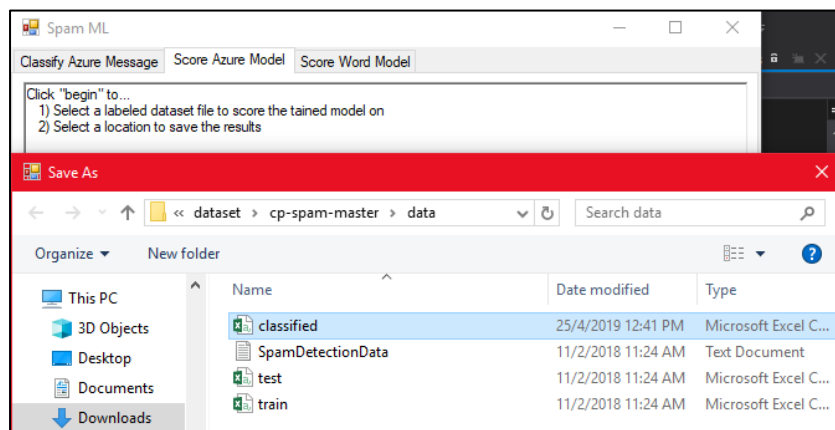 Spam ML
Classify Azure Message Score Azure Model Score Word Model
Click "begin" to...
1) Select a labeled dataset file to score the tained model on
2) Select a location to save the results
Save As
« dataset › cp-spam-master › data Search data
Organize New folder
Name Date modified Type
This PC
3D Objects
Desktop
Documents
Downloads
classified 25/4/2019 12:41 PM Microsoft Excel C...
SpamDetectionData 11/2/2018 11:24 AM Text Document
test 11/2/2018 11:24 AM Microsoft Excel C...
train 11/2/2018 11:24 AM Microsoft Excel C...